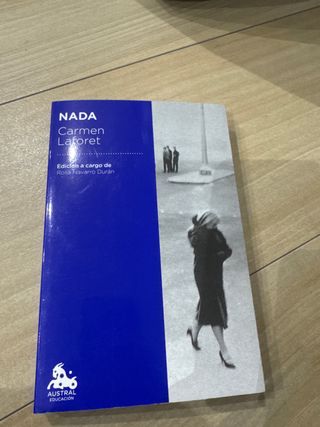 NADA
Carmen
Laforet
Edición a cargo de
Rosa Navarro Durán
AUSTRAL
EDUCACIÓN